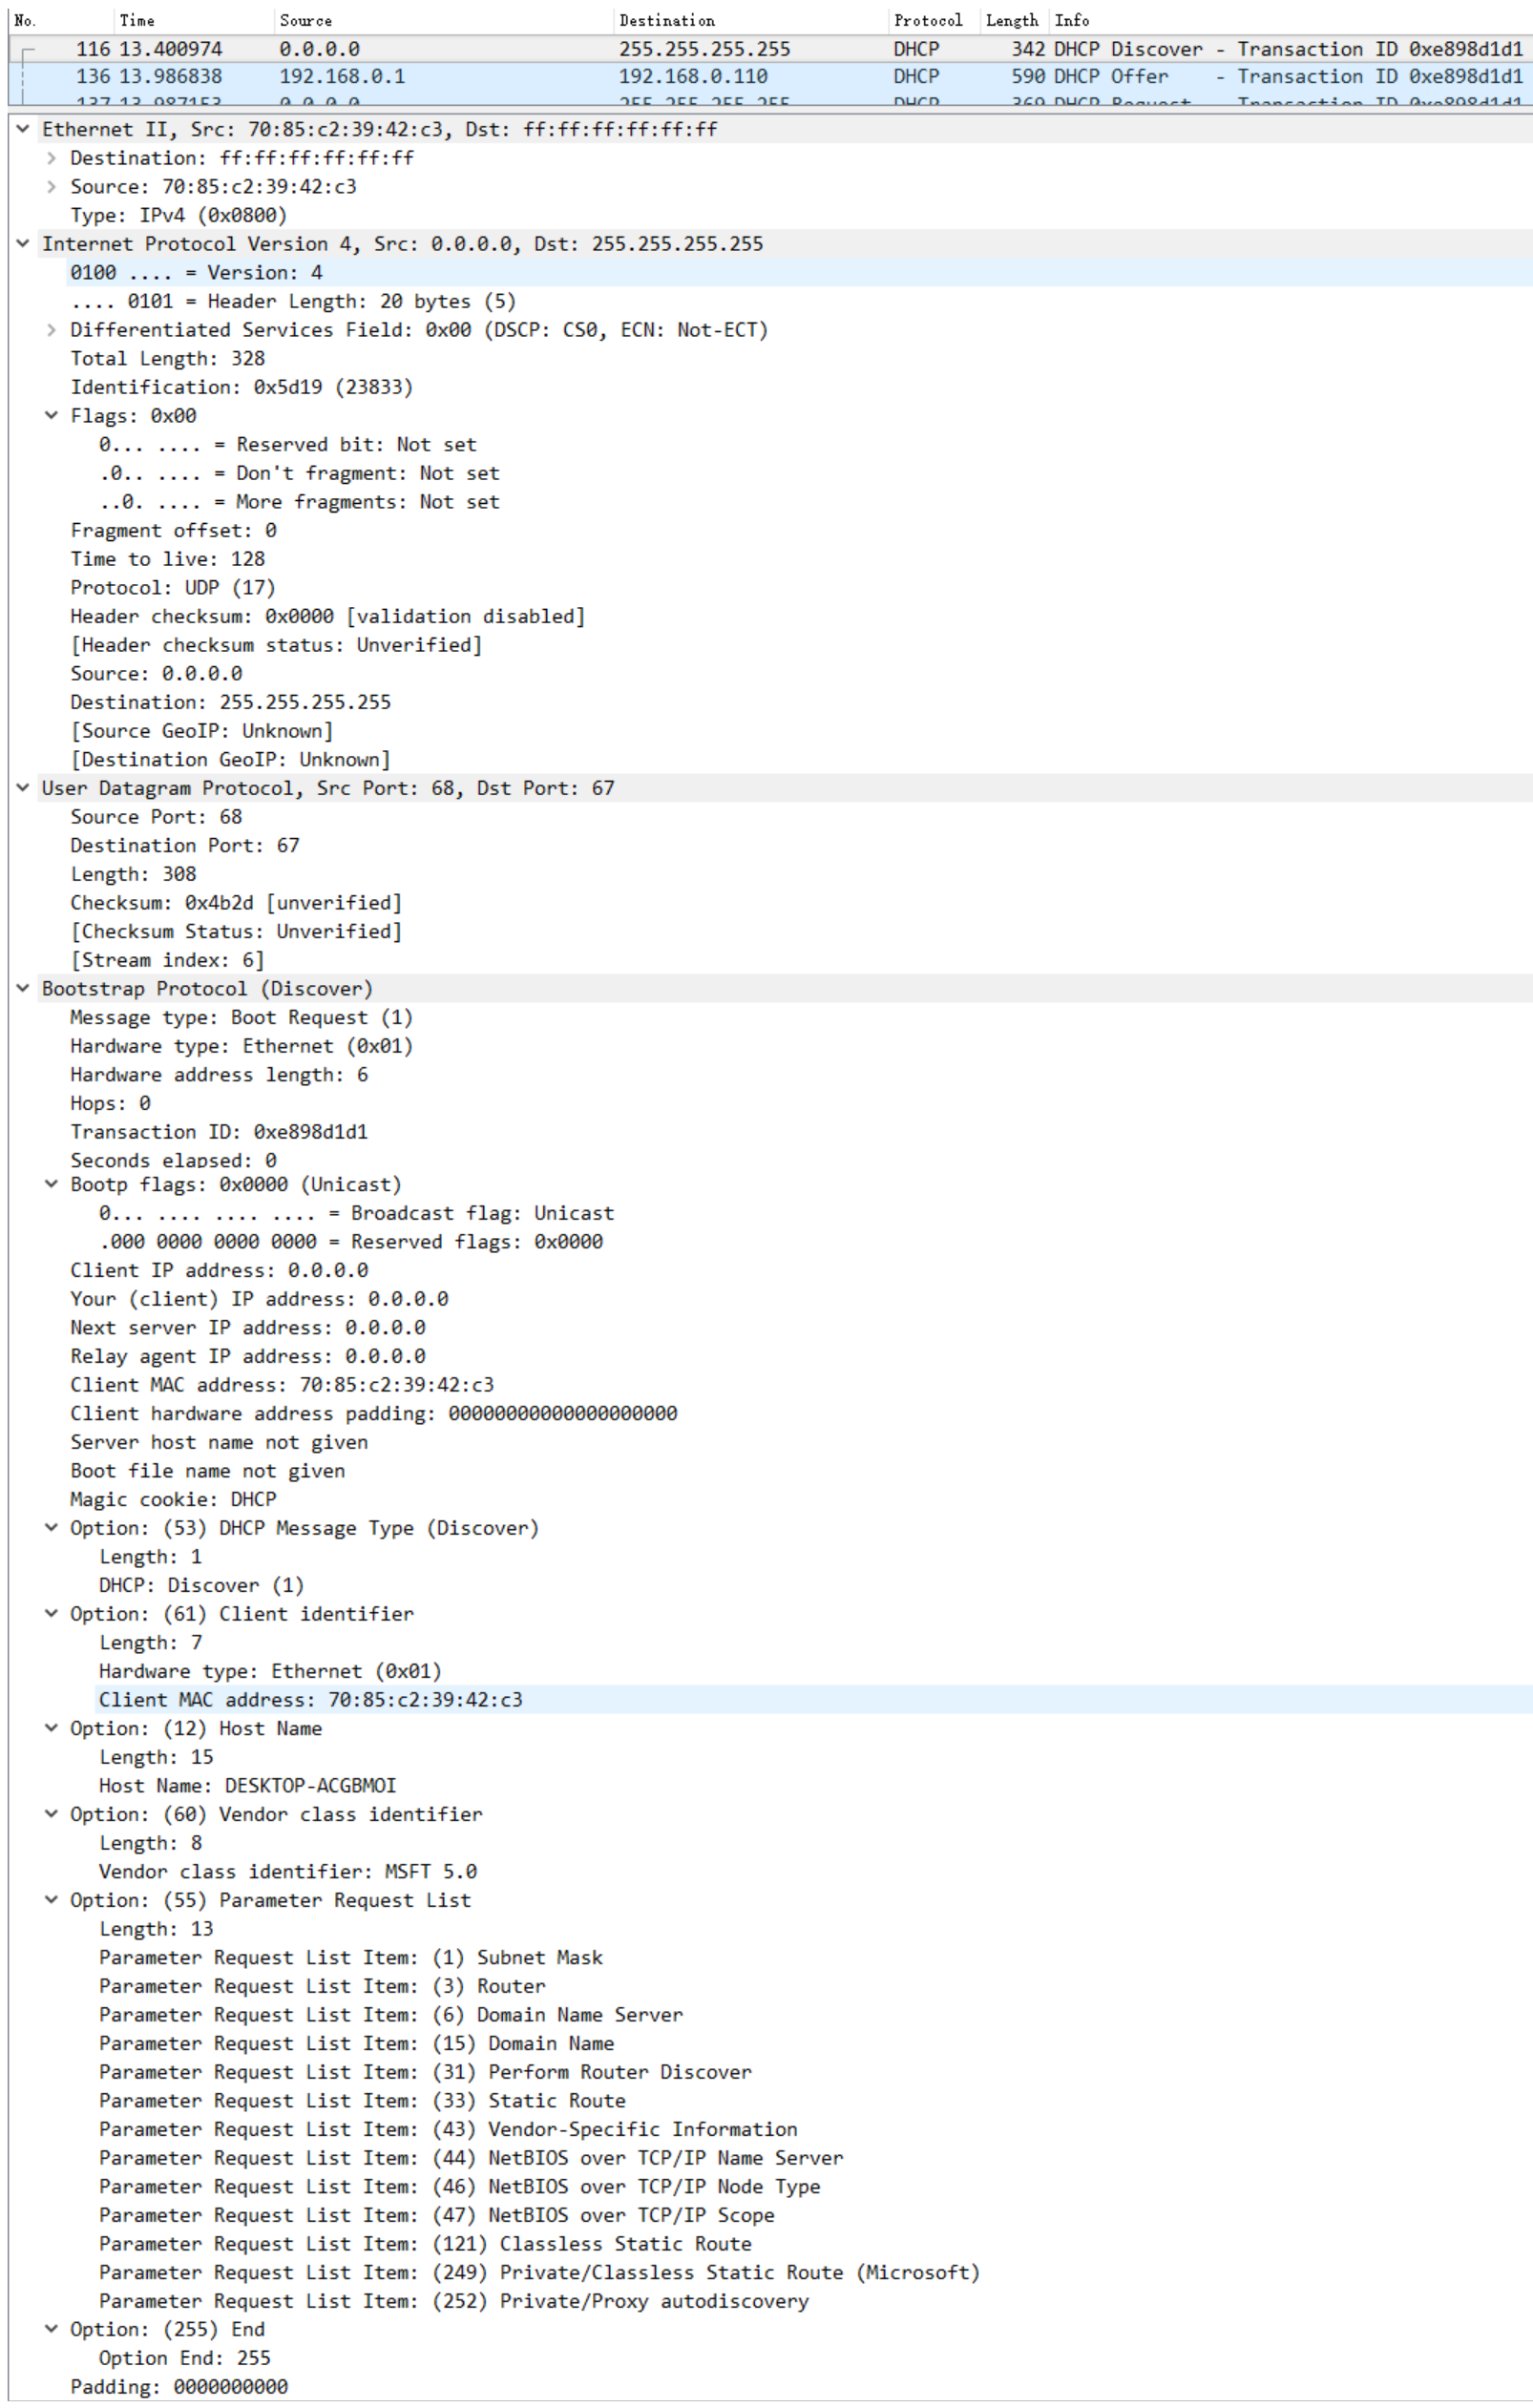 No. Time Source Destination Protocol Length Info
116 13.400974 0.0.0.0 255.255.255.255 DHCP 342 DHCP Discover - Transaction ID 0xe898d1d1
136 13.986838 192.168.0.1 192.168.0.110 DHCP 590 DHCP Offer - Transaction ID 0xe898d1d1
137 13.987153 0.0.0.0 255.255.255.255 DHCP 369 DHCP Request - Transaction ID 0xe898d1d1
Ethernet II, Src: 70:85:c2:39:42:c3, Dst: ff:ff:ff:ff:ff:ff
Destination: ff:ff:ff:ff:ff:ff
Source: 70:85:c2:39:42:c3
Type: IPv4 (0x0800)
Internet Protocol Version 4, Src: 0.0.0.0, Dst: 255.255.255.255
0100 .... = Version: 4
.... 0101 = Header Length: 20 bytes (5)
Differentiated Services Field: 0x00 (DSCP: CS0, ECN: Not-ECT)
Total Length: 328
Identification: 0x5d19 (23833)
Flags: 0x00
0... .... = Reserved bit: Not set
.0.. .... = Don't fragment: Not set
..0. .... = More fragments: Not set
Fragment offset: 0
Time to live: 128
Protocol: UDP (17)
Header checksum: 0x0000 [validation disabled]
[Header checksum status: Unverified]
Source: 0.0.0.0
Destination: 255.255.255.255
[Source GeoIP: Unknown]
[Destination GeoIP: Unknown]
User Datagram Protocol, Src Port: 68, Dst Port: 67
Source Port: 68
Destination Port: 67
Length: 308
Checksum: 0x4b2d [unverified]
[Checksum Status: Unverified]
[Stream index: 6]
Bootstrap Protocol (Discover)
Message type: Boot Request (1)
Hardware type: Ethernet (0x01)
Hardware address length: 6
Hops: 0
Transaction ID: 0xe898d1d1
Seconds elapsed: 0
Bootp flags: 0x0000 (Unicast)
0... .... .... .... = Broadcast flag: Unicast
.000 0000 0000 0000 = Reserved flags: 0x0000
Client IP address: 0.0.0.0
Your (client) IP address: 0.0.0.0
Next server IP address: 0.0.0.0
Relay agent IP address: 0.0.0.0
Client MAC address: 70:85:c2:39:42:c3
Client hardware address padding: 00000000000000000000
Server host name not given
Boot file name not given
Magic cookie: DHCP
Option: (53) DHCP Message Type (Discover)
Length: 1
DHCP: Discover (1)
Option: (61) Client identifier
Length: 7
Hardware type: Ethernet (0x01)
Client MAC address: 70:85:c2:39:42:c3
Option: (12) Host Name
Length: 15
Host Name: DESKTOP-ACGBMOI
Option: (60) Vendor class identifier
Length: 8
Vendor class identifier: MSFT 5.0
Option: (55) Parameter Request List
Length: 13
Parameter Request List Item: (1) Subnet Mask
Parameter Request List Item: (3) Router
Parameter Request List Item: (6) Domain Name Server
Parameter Request List Item: (15) Domain Name
Parameter Request List Item: (31) Perform Router Discover
Parameter Request List Item: (33) Static Route
Parameter Request List Item: (43) Vendor-Specific Information
Parameter Request List Item: (44) NetBIOS over TCP/IP Name Server
Parameter Request List Item: (46) NetBIOS over TCP/IP Node Type
Parameter Request List Item: (47) NetBIOS over TCP/IP Scope
Parameter Request List Item: (121) Classless Static Route
Parameter Request List Item: (249) Private/Classless Static Route (Microsoft)
Parameter Request List Item: (252) Private/Proxy autodiscovery
Option: (255) End
Option End: 255
Padding: 0000000000